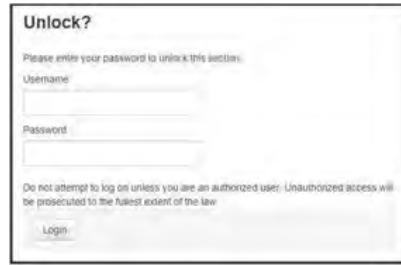 Unlock?
Please enter your password to unlock this section.
Username
Password
Do not attempt to log on unless you are an authorized user. Unauthorized access will
be prosecuted to the fullest extent of the law
Login